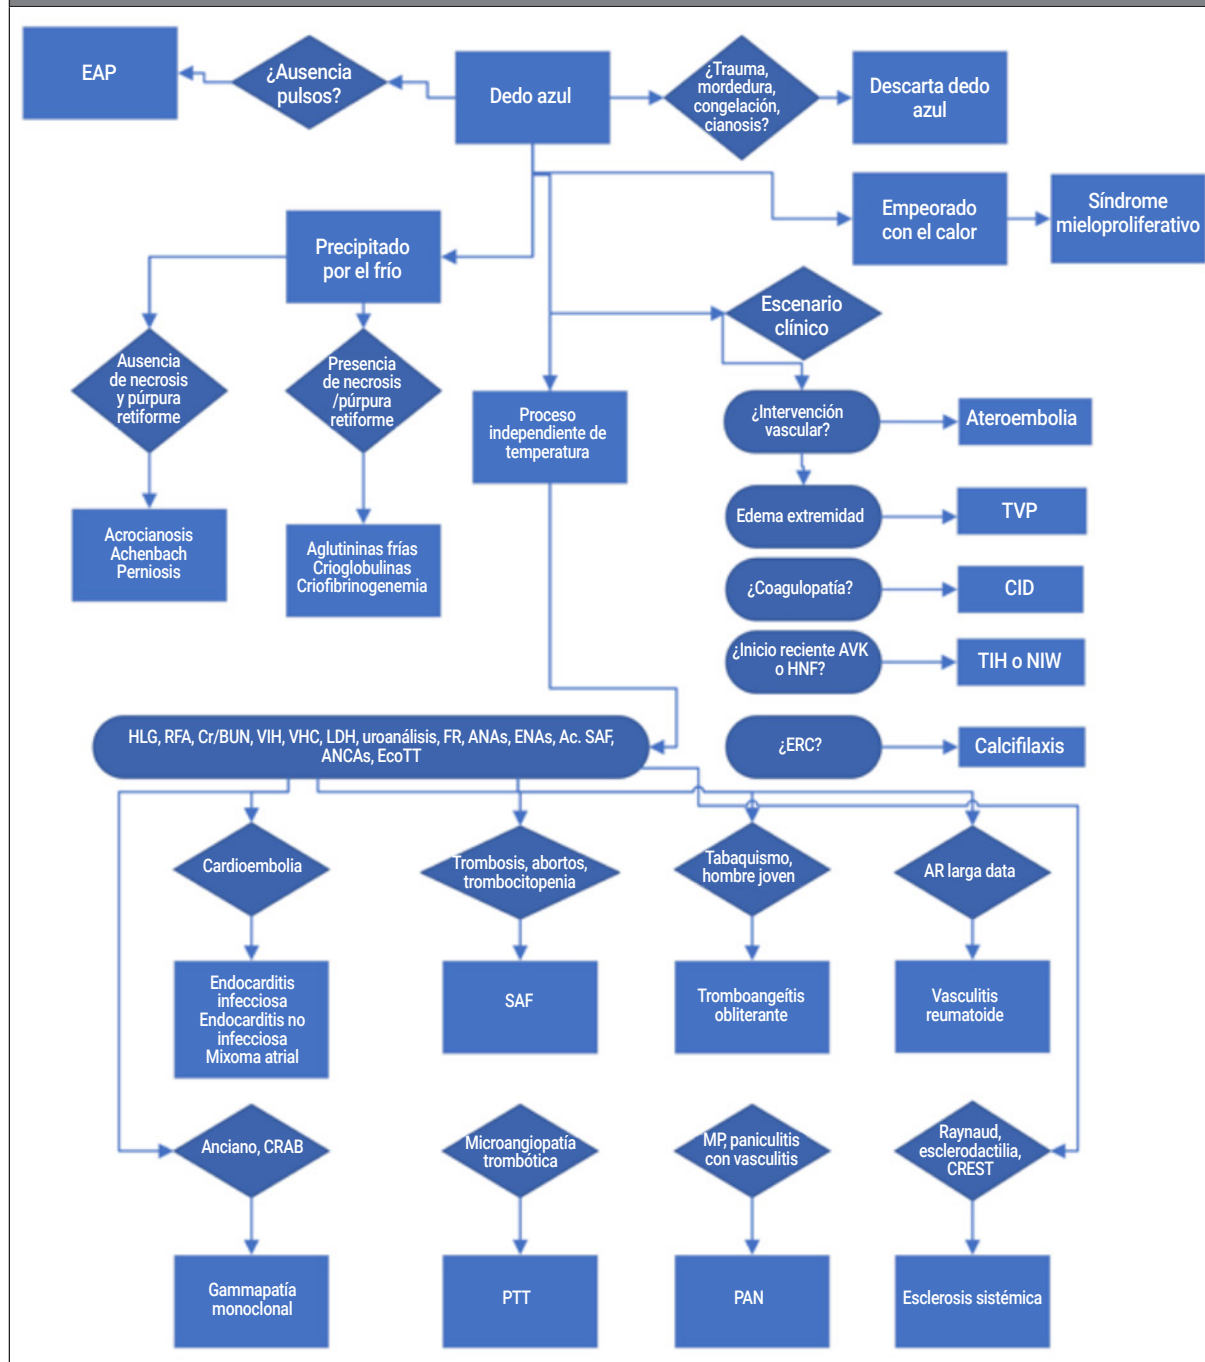 EAP
¿Ausencia
pulsos?
Dedo azul
¿Trauma,
mordedura,
congelación,
cianosis?
Descarta dedo
azul
Empeorado
con el calor
Síndrome
mieloproliferativo
Precipitado
por el frío
Escenario
clínico
Ausencia
de necrosis
y púrpura
retiforme
Presencia
de necrosis
/púrpura
retiforme
Proceso
independiente de
temperatura
¿Intervención
vascular?
Ateroembolia
Edema extremidad
TVP
Acrocianosis
Achenbach
Perniosis
Aglutininas frías
Crioglobulinas
Criofibrinogenemia
¿Coagulopatía?
CID
¿Inicio reciente AVK
o HNF?
TIH o NIW
¿ERC?
Calcifilaxis
HLG, RFA, Cr/BUN, VIH, VHC, LDH, uroanálisis, FR, ANAs, ENAs, Ac. SAF,
ANCAs, EcoTT
Cardioembolia
Trombosis, abortos,
trombocitopenia
Tabaquismo,
hombre joven
AR larga data
Endocarditis
infecciosa
Endocarditis no
infecciosa
Mixoma atrial
SAF
Tromboangeítis
obliterante
Vasculitis
reumatoide
Anciano, CRAB
Microangiopatía
trombótica
MP, paniculitis
con vasculitis
Raynaud,
esclerodactilia,
CREST
Gammapatía
monoclonal
PTT
PAN
Esclerosis sistémica